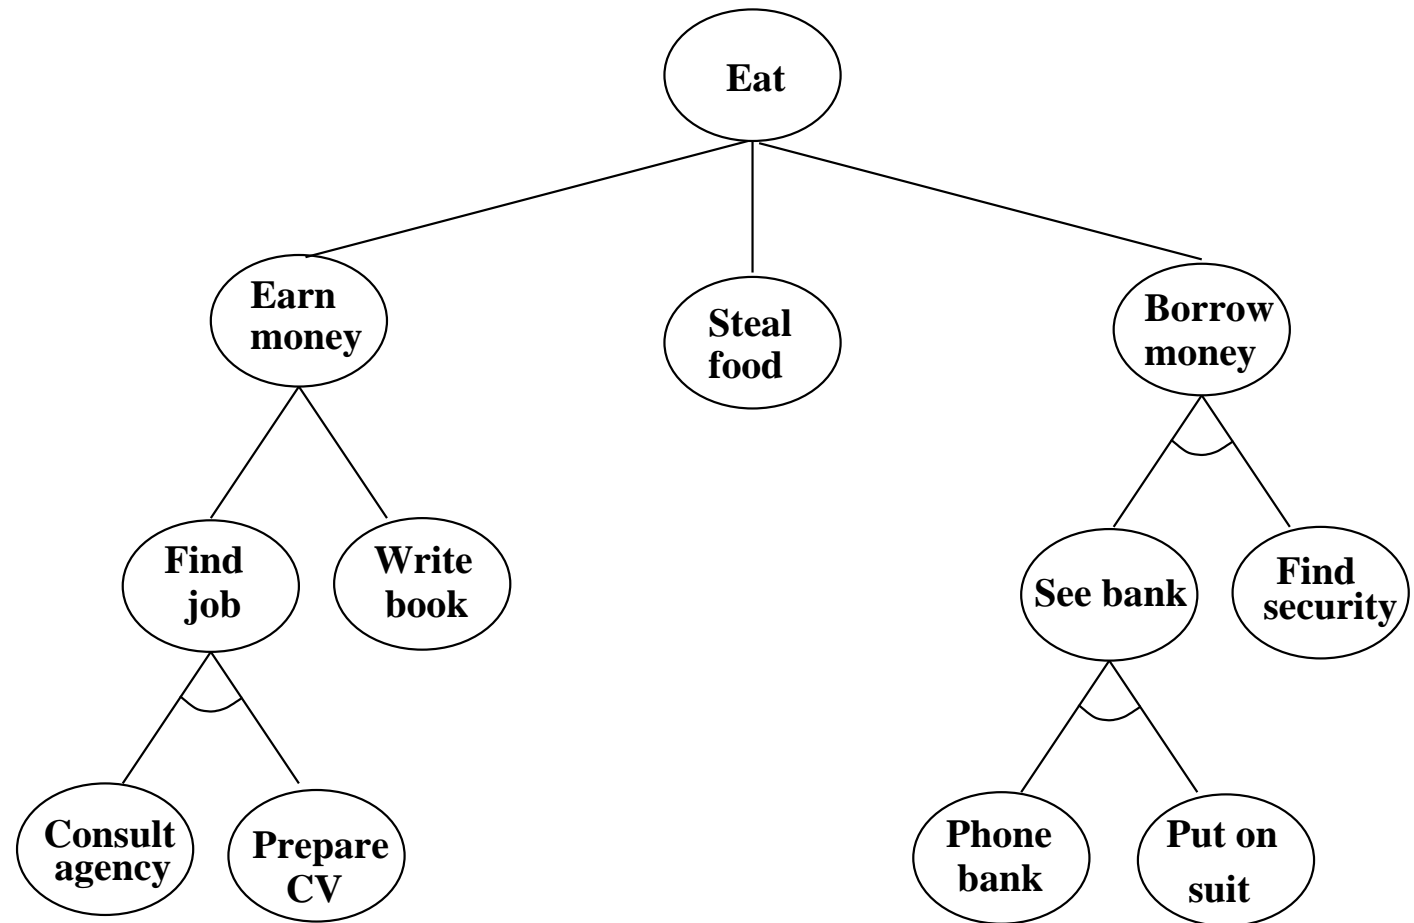 Eat
Earn
money
Steal
food
Borrow
money
Find
job
Write
book
See bank
Find
security
Consult
agency
Prepare
CV
Phone
bank
Put on
suit